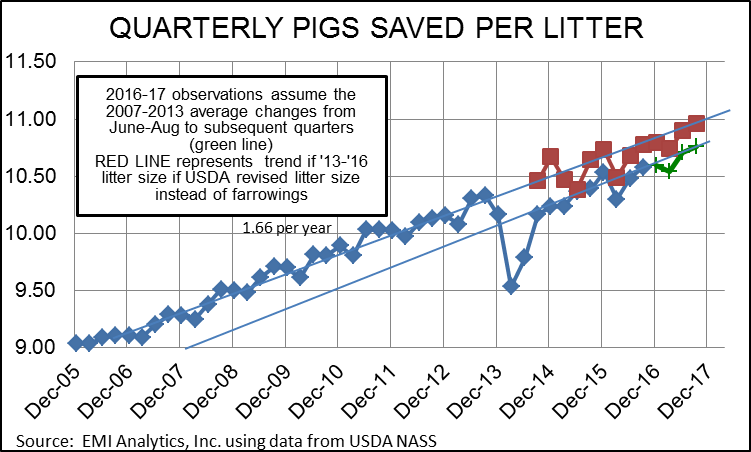 QUARTERLY PIGS SAVED PER LITTER
11.50
11.00
10.50
10.00
9.50
9.00
2016-17 observations assume the
2007-2013 average changes from
June-Aug to subsequent quarters
(green line)
RED LINE represents trend if '13-'16
litter size if USDA revised litter size
instead of farrowings
1.66 per year
Dec-05
Dec-06
Dec-07
Dec-08
Dec-09
Dec-10
Dec-11
Dec-12
Dec-13
Dec-14
Dec-15
Dec-16
Dec-17
Source: EMI Analytics, Inc. using data from USDA NASS